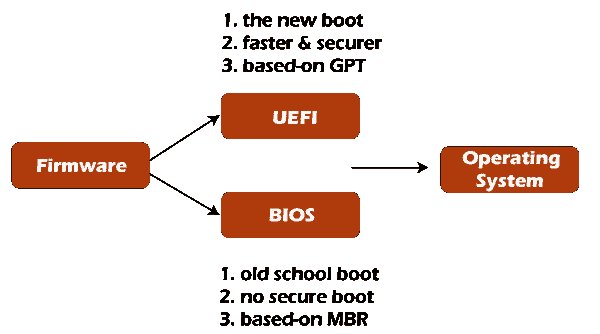 1. the new boot
2. faster & securer
3. based-on GPT
UEFI
Firmware
Operating
System
BIOS
1. old school boot
2. no secure boot
3. based-on MBR